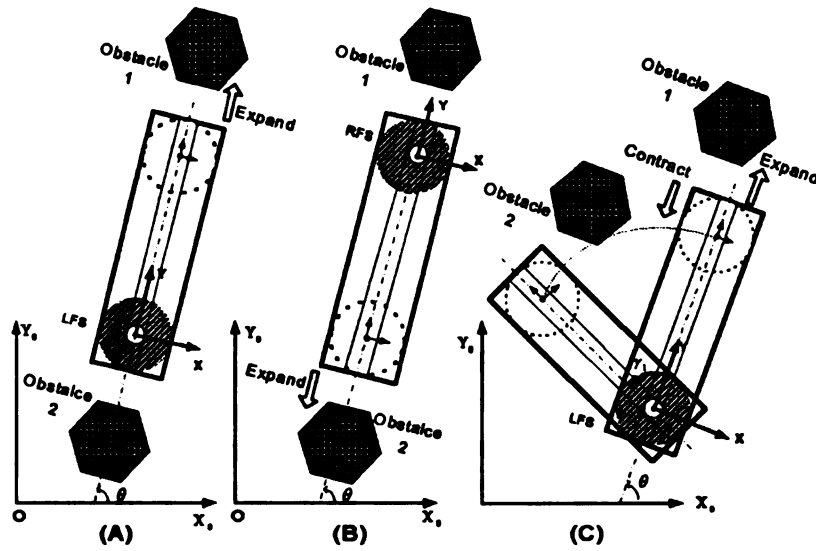 Obstacle
1
Expand
Y
LFS
X
Y₀
Obstalce
2
θ
O
X₀
(A)
Obstacle
1
Y
RFS
X
Y₀
Expand
Obstalce
2
θ
O
X₀
(B)
Obstacle
1
Contract
Expand
Obstacle
2
Y₀
Y
LFS
X
θ
X₀
(C)